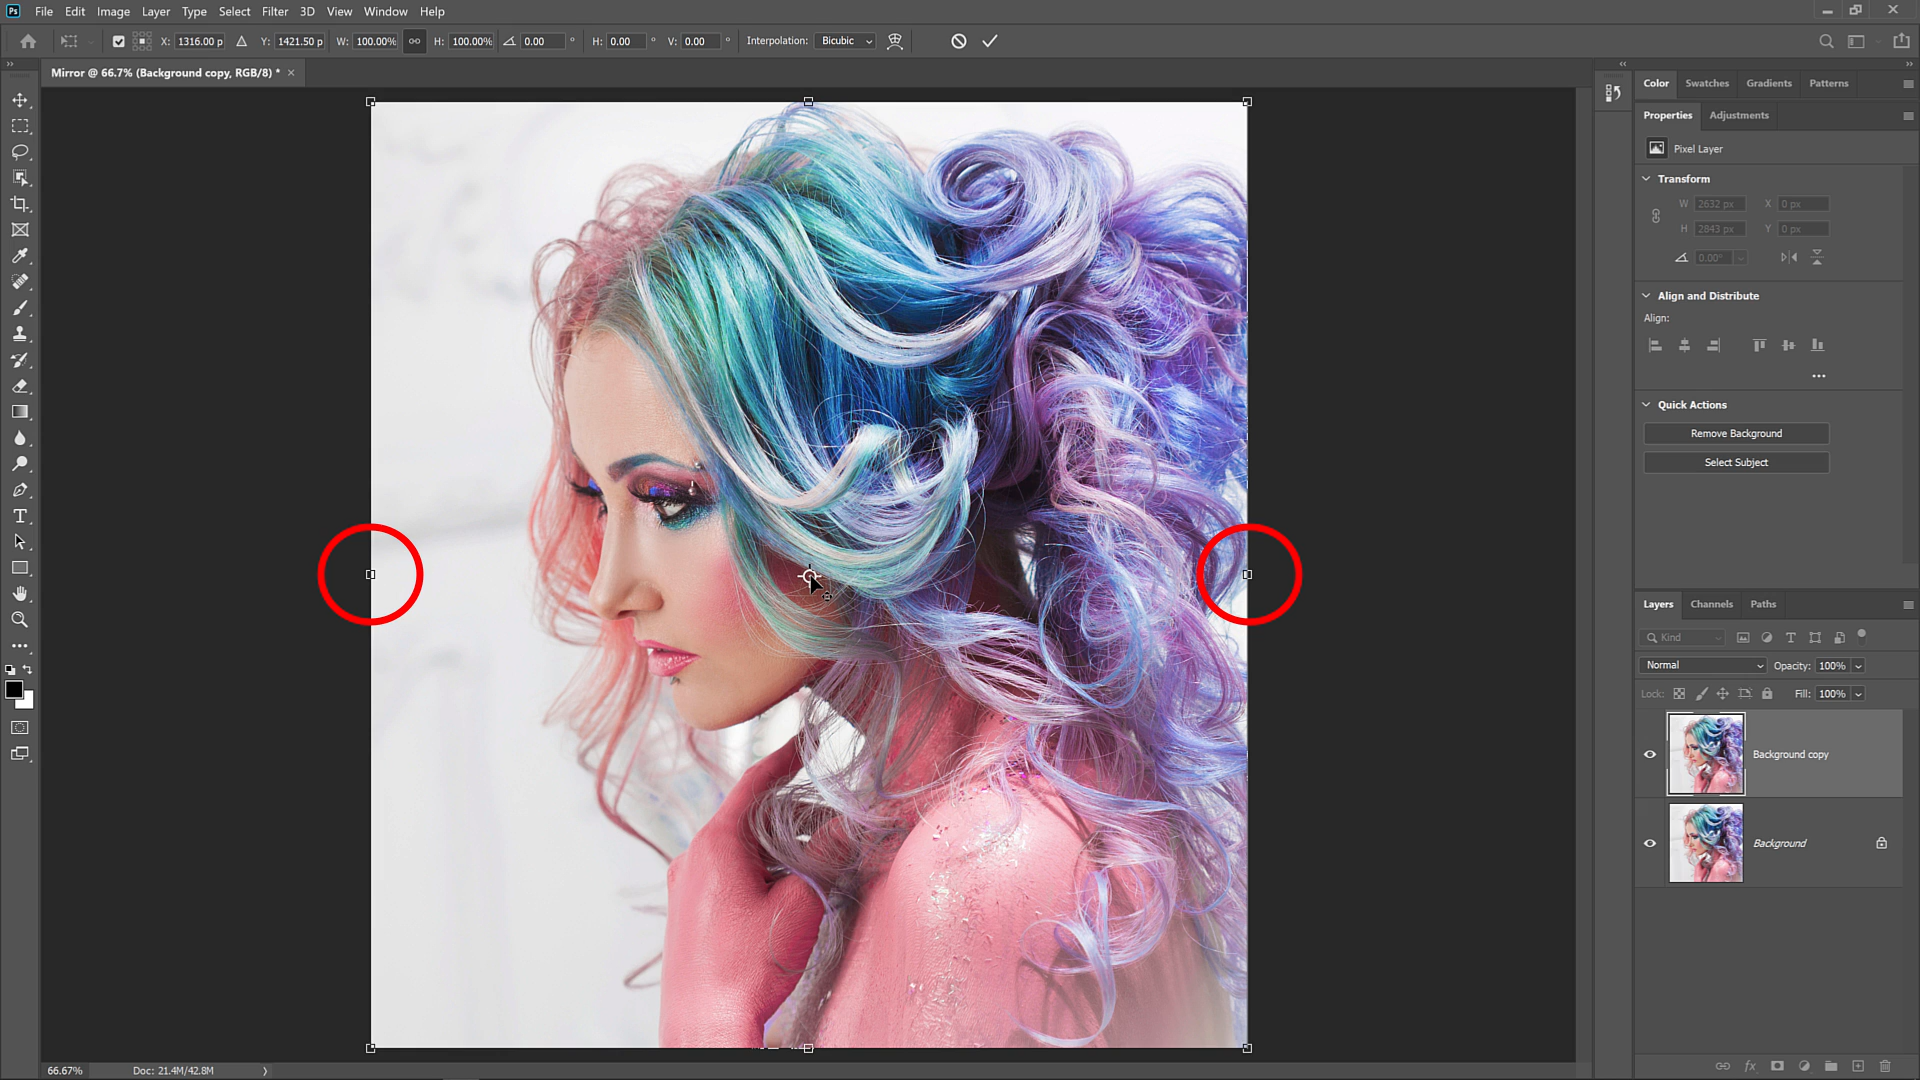 Ps File Edit Image Layer Type Select Filter 3D View Window Help
X: 1316.00 p Y: 1421.50 p W: 100.00% H: 100.00% 0.00 ° H: 0.00 ° V: 0.00 ° Interpolation: Bicubic
Mirror @ 66.7% (Background copy, RGB/8) * ×
Color Swatches Gradients Patterns
Properties Adjustments
Pixel Layer
Transform
W 2632 px X 0 px
H 2843 px Y 0 px
0.00°
Align and Distribute
Align:
Quick Actions
Remove Background
Select Subject
Layers Channels Paths
Kind
Normal Opacity: 100%
Lock: Fill: 100%
Background copy
Background
66.67% Doc: 21.4M/42.8M